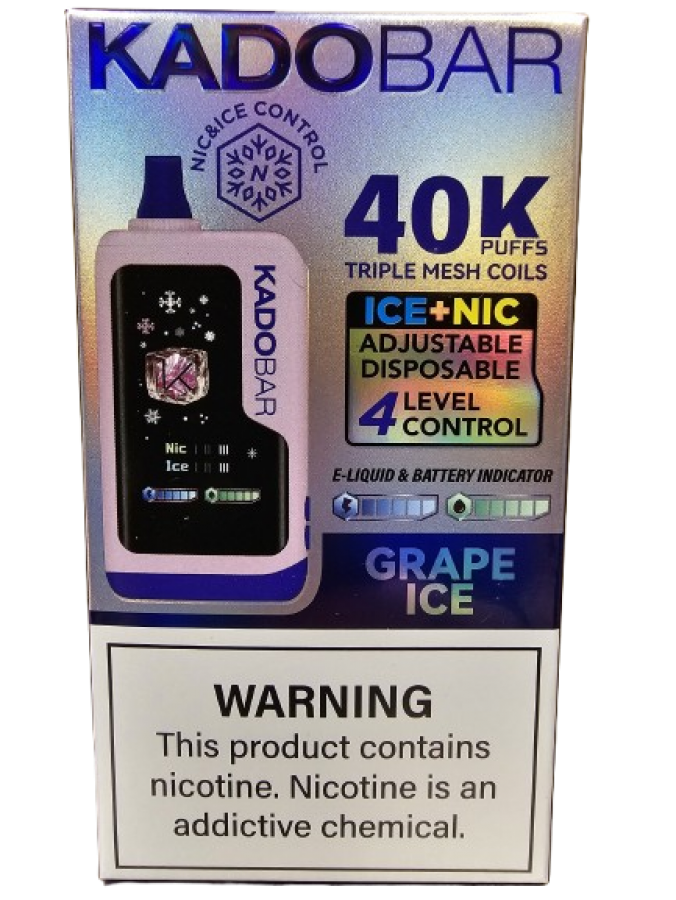 KADOBAR
NIC&ICE CONTROL
N
40K
PUFFS
TRIPLE MESH COILS
KADOBAR
ICE+NIC
ADJUSTABLE
DISPOSABLE
4 LEVEL
CONTROL
K
Nic
Ice
E-LIQUID & BATTERY INDICATOR
GRAPE
ICE
WARNING
This product contains
nicotine. Nicotine is an
addictive chemical.